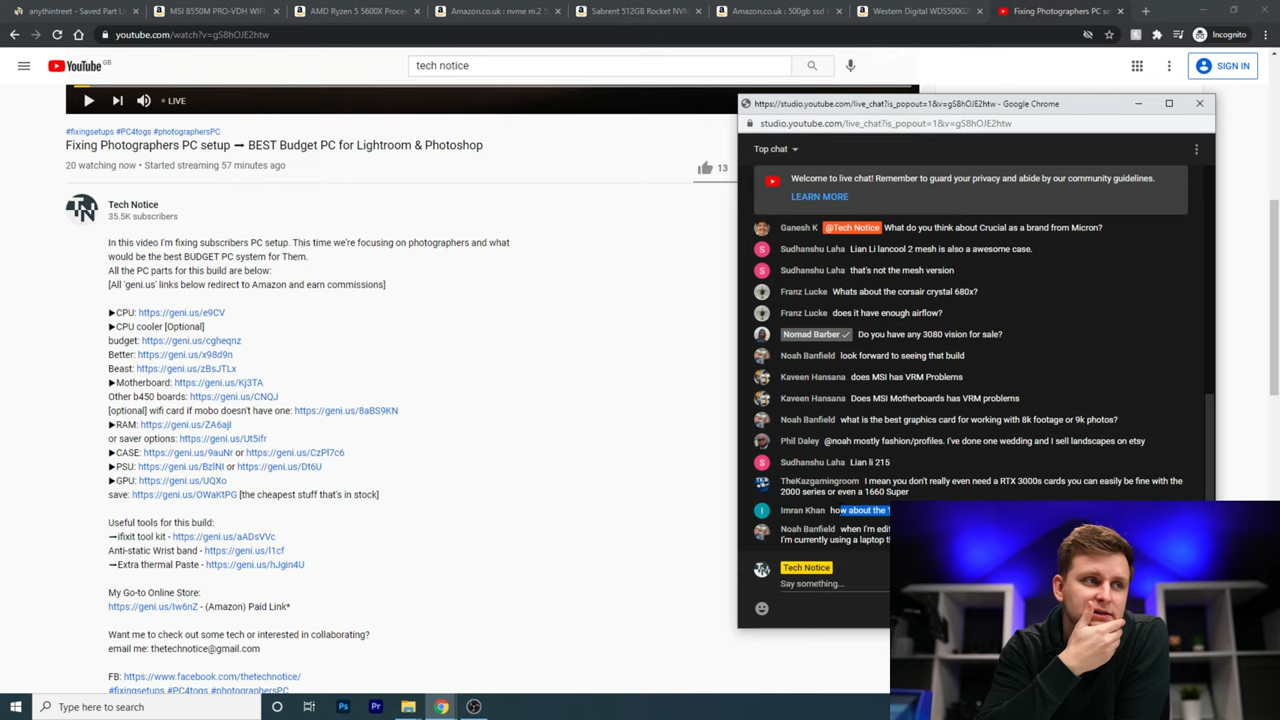 anythintreet - Saved Part Li
MSI B550M PRO-VDH WIFI
AMD Ryzen 5 5600X Proces
Amazon.co.uk : nvme m.2 5
Sabrent 512GB Rocket NVM
Amazon.co.uk : 500gb ssd
Western Digital WDS500G2
Fixing Photographers PC se
youtube.com/watch?v=gS8hOJE2htw
Incognito
YouTube GB
tech notice
SIGN IN
LIVE
#fixingsetups #PC4togs #photographersPC
Fixing Photographers PC setup ➞ BEST Budget PC for Lightroom & Photoshop
20 watching now • Started streaming 57 minutes ago
13
Tech Notice
35.5K subscribers
In this video I'm fixing subscribers PC setup. This time we're focusing on photographers and what
would be the best BUDGET PC system for Them.
All the PC parts for this build are below:
[All 'geni.us' links below redirect to Amazon and earn commissions]
►CPU: https://geni.us/e9CV
►CPU cooler [Optional]
budget: https://geni.us/cgheqnz
Better: https://geni.us/x98d9n
Beast: https://geni.us/zBsJTLx
►Motherboard: https://geni.us/Kj3TA
Other b450 boards: https://geni.us/CNQJ
[optional] wifi card if mobo doesn't have one: https://geni.us/8aBS9KN
►RAM: https://geni.us/ZA6ajI
or saver options: https://geni.us/Ut5ifr
►CASE: https://geni.us/9auNr or https://geni.us/CzPl7c6
►PSU: https://geni.us/BzlNI or https://geni.us/Dt6U
►GPU: https://geni.us/UQXo
save: https://geni.us/OWaKtPG [the cheapest stuff that's in stock]
Useful tools for this build:
➞ifixit tool kit - https://geni.us/aADsVVc
Anti-static Wrist band - https://geni.us/l1cf
➞Extra thermal Paste - https://geni.us/hJgin4U
My Go-to Online Store:
https://geni.us/Iw6nZ - (Amazon) Paid Link*
Want me to check out some tech or interested in collaborating?
email me: thetechnotice@gmail.com
FB: https://www.facebook.com/thetechnotice/
#fixingsetups #PC4togs #photographersPC
https://studio.youtube.com/live_chat?is_popout=1&v=gS8hOJE2htw - Google Chrome
studio.youtube.com/live_chat?is_popout=1&v=gS8hOJE2htw
Top chat
Welcome to live chat! Remember to guard your privacy and abide by our community guidelines.
LEARN MORE
Ganesh K @Tech Notice What do you think about Crucial as a brand from Micron?
Sudhanshu Laha Lian Li lancool 2 mesh is also a awesome case.
Sudhanshu Laha that's not the mesh version
Franz Lucke Whats about the corsair crystal 680x?
Franz Lucke does it have enough airflow?
Nomad Barber Do you have any 3080 vision for sale?
Noah Banfield look forward to seeing that build
Kaveen Hansana does MSI has VRM Problems
Kaveen Hansana Does MSI Motherboards has VRM problems
Noah Banfield what is the best graphics card for working with 8k footage or 9k photos?
Phil Daley @noah mostly fashion/profiles. I've done one wedding and I sell landscapes on etsy
Sudhanshu Laha Lian li 215
TheKazgamingroom I mean you don't really even need a RTX 3000s cards you can easily be fine with the
2000 series or even a 1660 Super
Imran Khan how about the
Noah Banfield when I'm edit
I'm currently using a laptop
Tech Notice
Say something...
TN
Type here to search
Ps
Pr